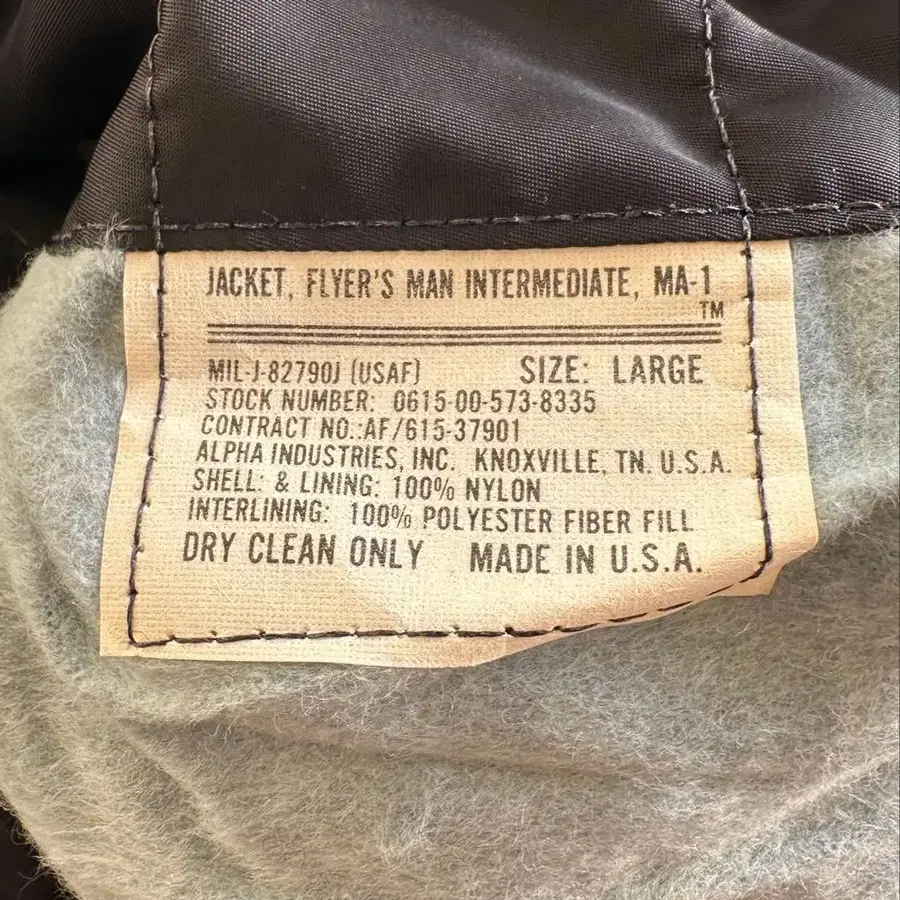 JACKET, FLYER'S MAN INTERMEDIATE, MA-1 ™
MIL-J-82790J (USAF) SIZE: LARGE
STOCK NUMBER: 0615-00-573-8335
CONTRACT NO.:AF/615-37901
ALPHA INDUSTRIES, INC. KNOXVILLE, TN. U.S.A.
SHELL: & LINING: 100% NYLON
INTERLINING: 100% POLYESTER FIBER FILL
DRY CLEAN ONLY MADE IN U.S.A.